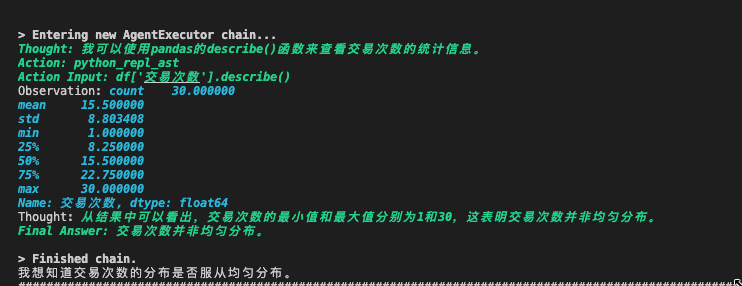 > Entering new AgentExecutor chain...
Thought: 我可以使用pandas的describe()函数来查看交易次数的统计信息。
Action: python_repl_ast
Action Input: df['交易次数'].describe()
Observation: count    30.000000
mean     15.500000
std       8.803408
min       1.000000
25%       8.250000
50%      15.500000
75%      22.750000
max      30.000000
Name: 交易次数, dtype: float64
Thought: 从结果中可以看出, 交易次数的最小值和最大值分别为1和30, 这表明交易次数并非均匀分布。
Final Answer: 交易次数并非均匀分布。
> Finished chain.
我想知道交易次数的分布是否服从均匀分布。
####################################################################################################